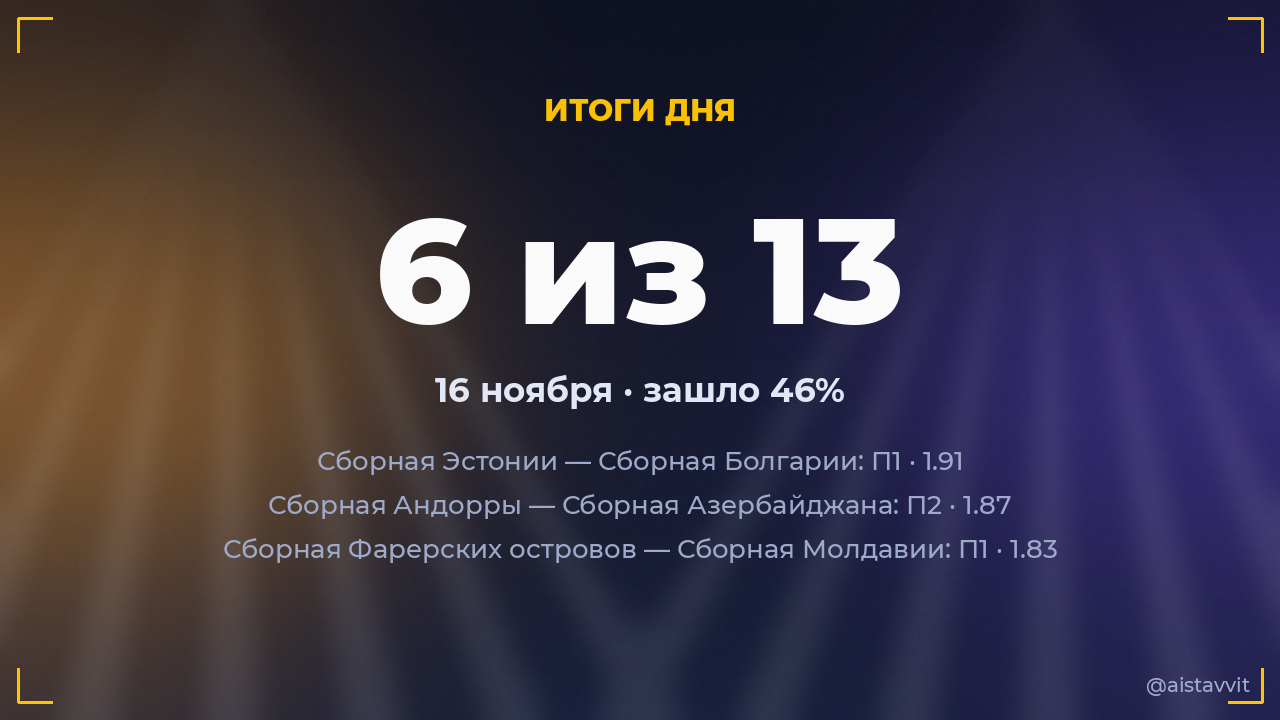 ИТОГИ ДНЯ
6 из 13
16 ноября · зашло 46%
Сборная Эстонии — Сборная Болгарии: П1 · 1.91
Сборная Андорры — Сборная Азербайджана: П2 · 1.87
Сборная Фарерских островов — Сборная Молдавии: П1 · 1.83
@aistavvit